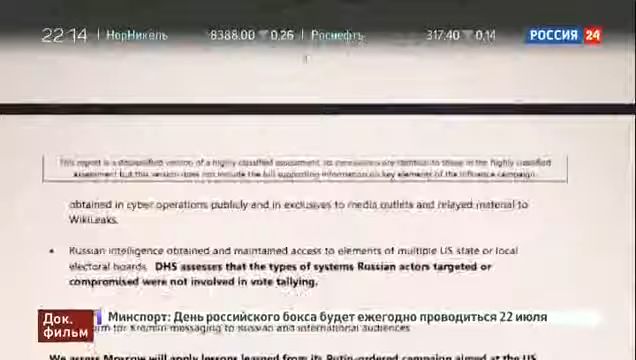 22 14 НорНикель 8388.00 0.26 Роснефть 317.40 0.14 РОССИЯ 24
This report is a declassified version of a highly classified assessment; its conclusions are identical to those in the highly classified
assessment but this version does not include the full supporting information on key elements of the influence campaign.
obtained in cyber operations publicly and in exclusives to media outlets and relayed material to
WikiLeaks.
• Russian intelligence obtained and maintained access to elements of multiple US state or local
electoral boards. DHS assesses that the types of systems Russian actors targeted or
compromised were not involved in vote tallying.
Док.
фильм
Минспорт: День российского бокса будет ежегодно проводиться 22 июля
for Kremlin messaging to Russian and international audiences
We assess Moscow will apply lessons learned from its Putin-ordered campaign aimed at the US